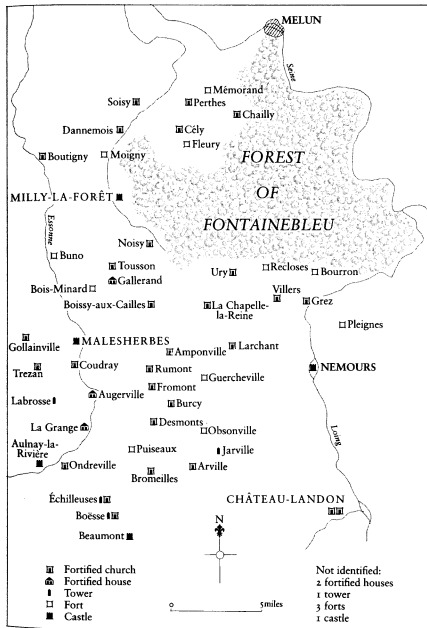 MELUN
Seine
Mémorand
Soisy
Perthes
Chailly
Dannemois
Cély
Fleury
Boutigny
Moigny
FOREST
OF
FONTAINEBLEU
MILLY-LA-FORÊT
Essonne
Noisy
Buno
Tousson
Ury
Recloses
Bourron
Gallerand
Bois-Minard
Villers
Boissy-aux-Cailles
La Chapelle-
la-Reine
Grez
Pleignes
Gollainville
MALESHERBES
Amponville
Larchant
Trezan
Coudray
Rumont
Guercheville
NEMOURS
Fromont
Labrosse
Augerville
Burcy
La Grange
Desmonts
Obsonville
Loing
Aulnay-la-
Rivière
Puiseaux
Jarville
Ondreville
Bromeilles
Arville
Échilleuses
CHÂTEAU-LANDON
Boësse
N
Beaumont
Fortified church
Fortified house
Tower
Fort
Castle
0 5miles
Not identified:
2 fortified houses
1 tower
3 forts
1 castle